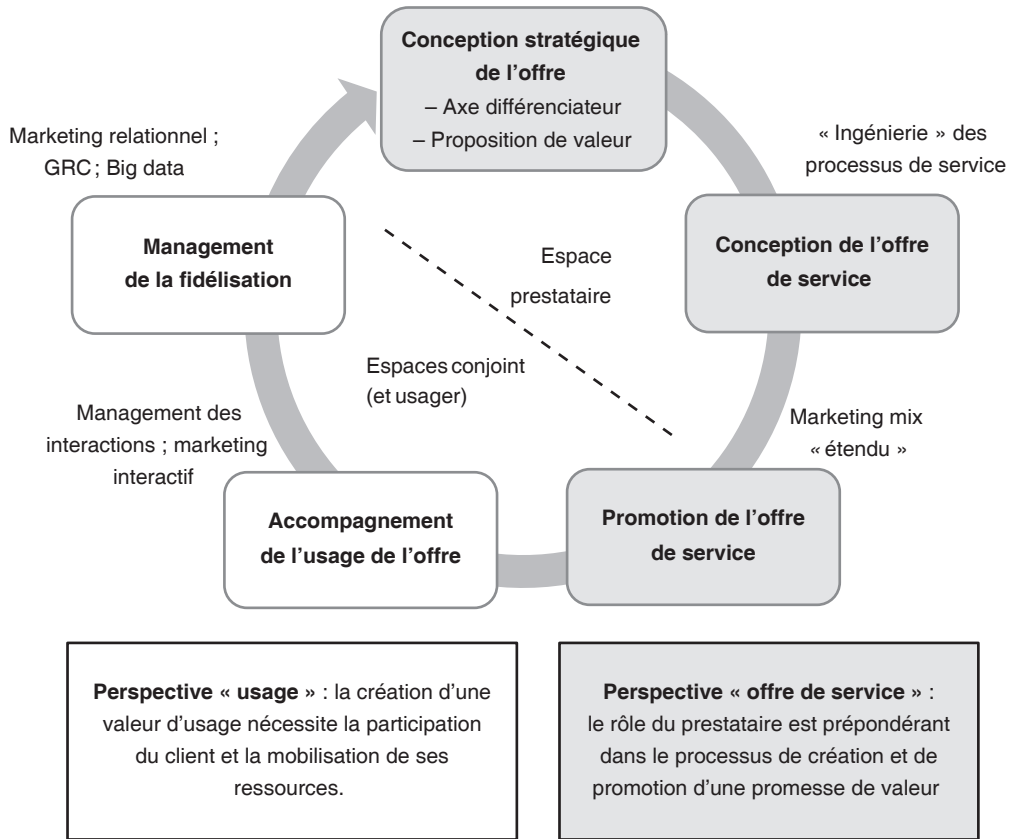 Conception stratégique
de l’offre
– Axe différenciateur
– Proposition de valeur
Marketing relationnel ;
GRC ; Big data
« Ingénierie » des
processus de service
Management
de la fidélisation
Conception de l’offre
de service
Espace
prestataire
Espaces conjoint
(et usager)
Management des
interactions ; marketing
interactif
Marketing mix
« étendu »
Accompagnement
de l’usage de l’offre
Promotion de l’offre
de service
Perspective « usage » : la création d’une
valeur d’usage nécessite la participation
du client et la mobilisation de ses
ressources.
Perspective « offre de service » :
le rôle du prestataire est prépondérant
dans le processus de création et de
promotion d’une promesse de valeur